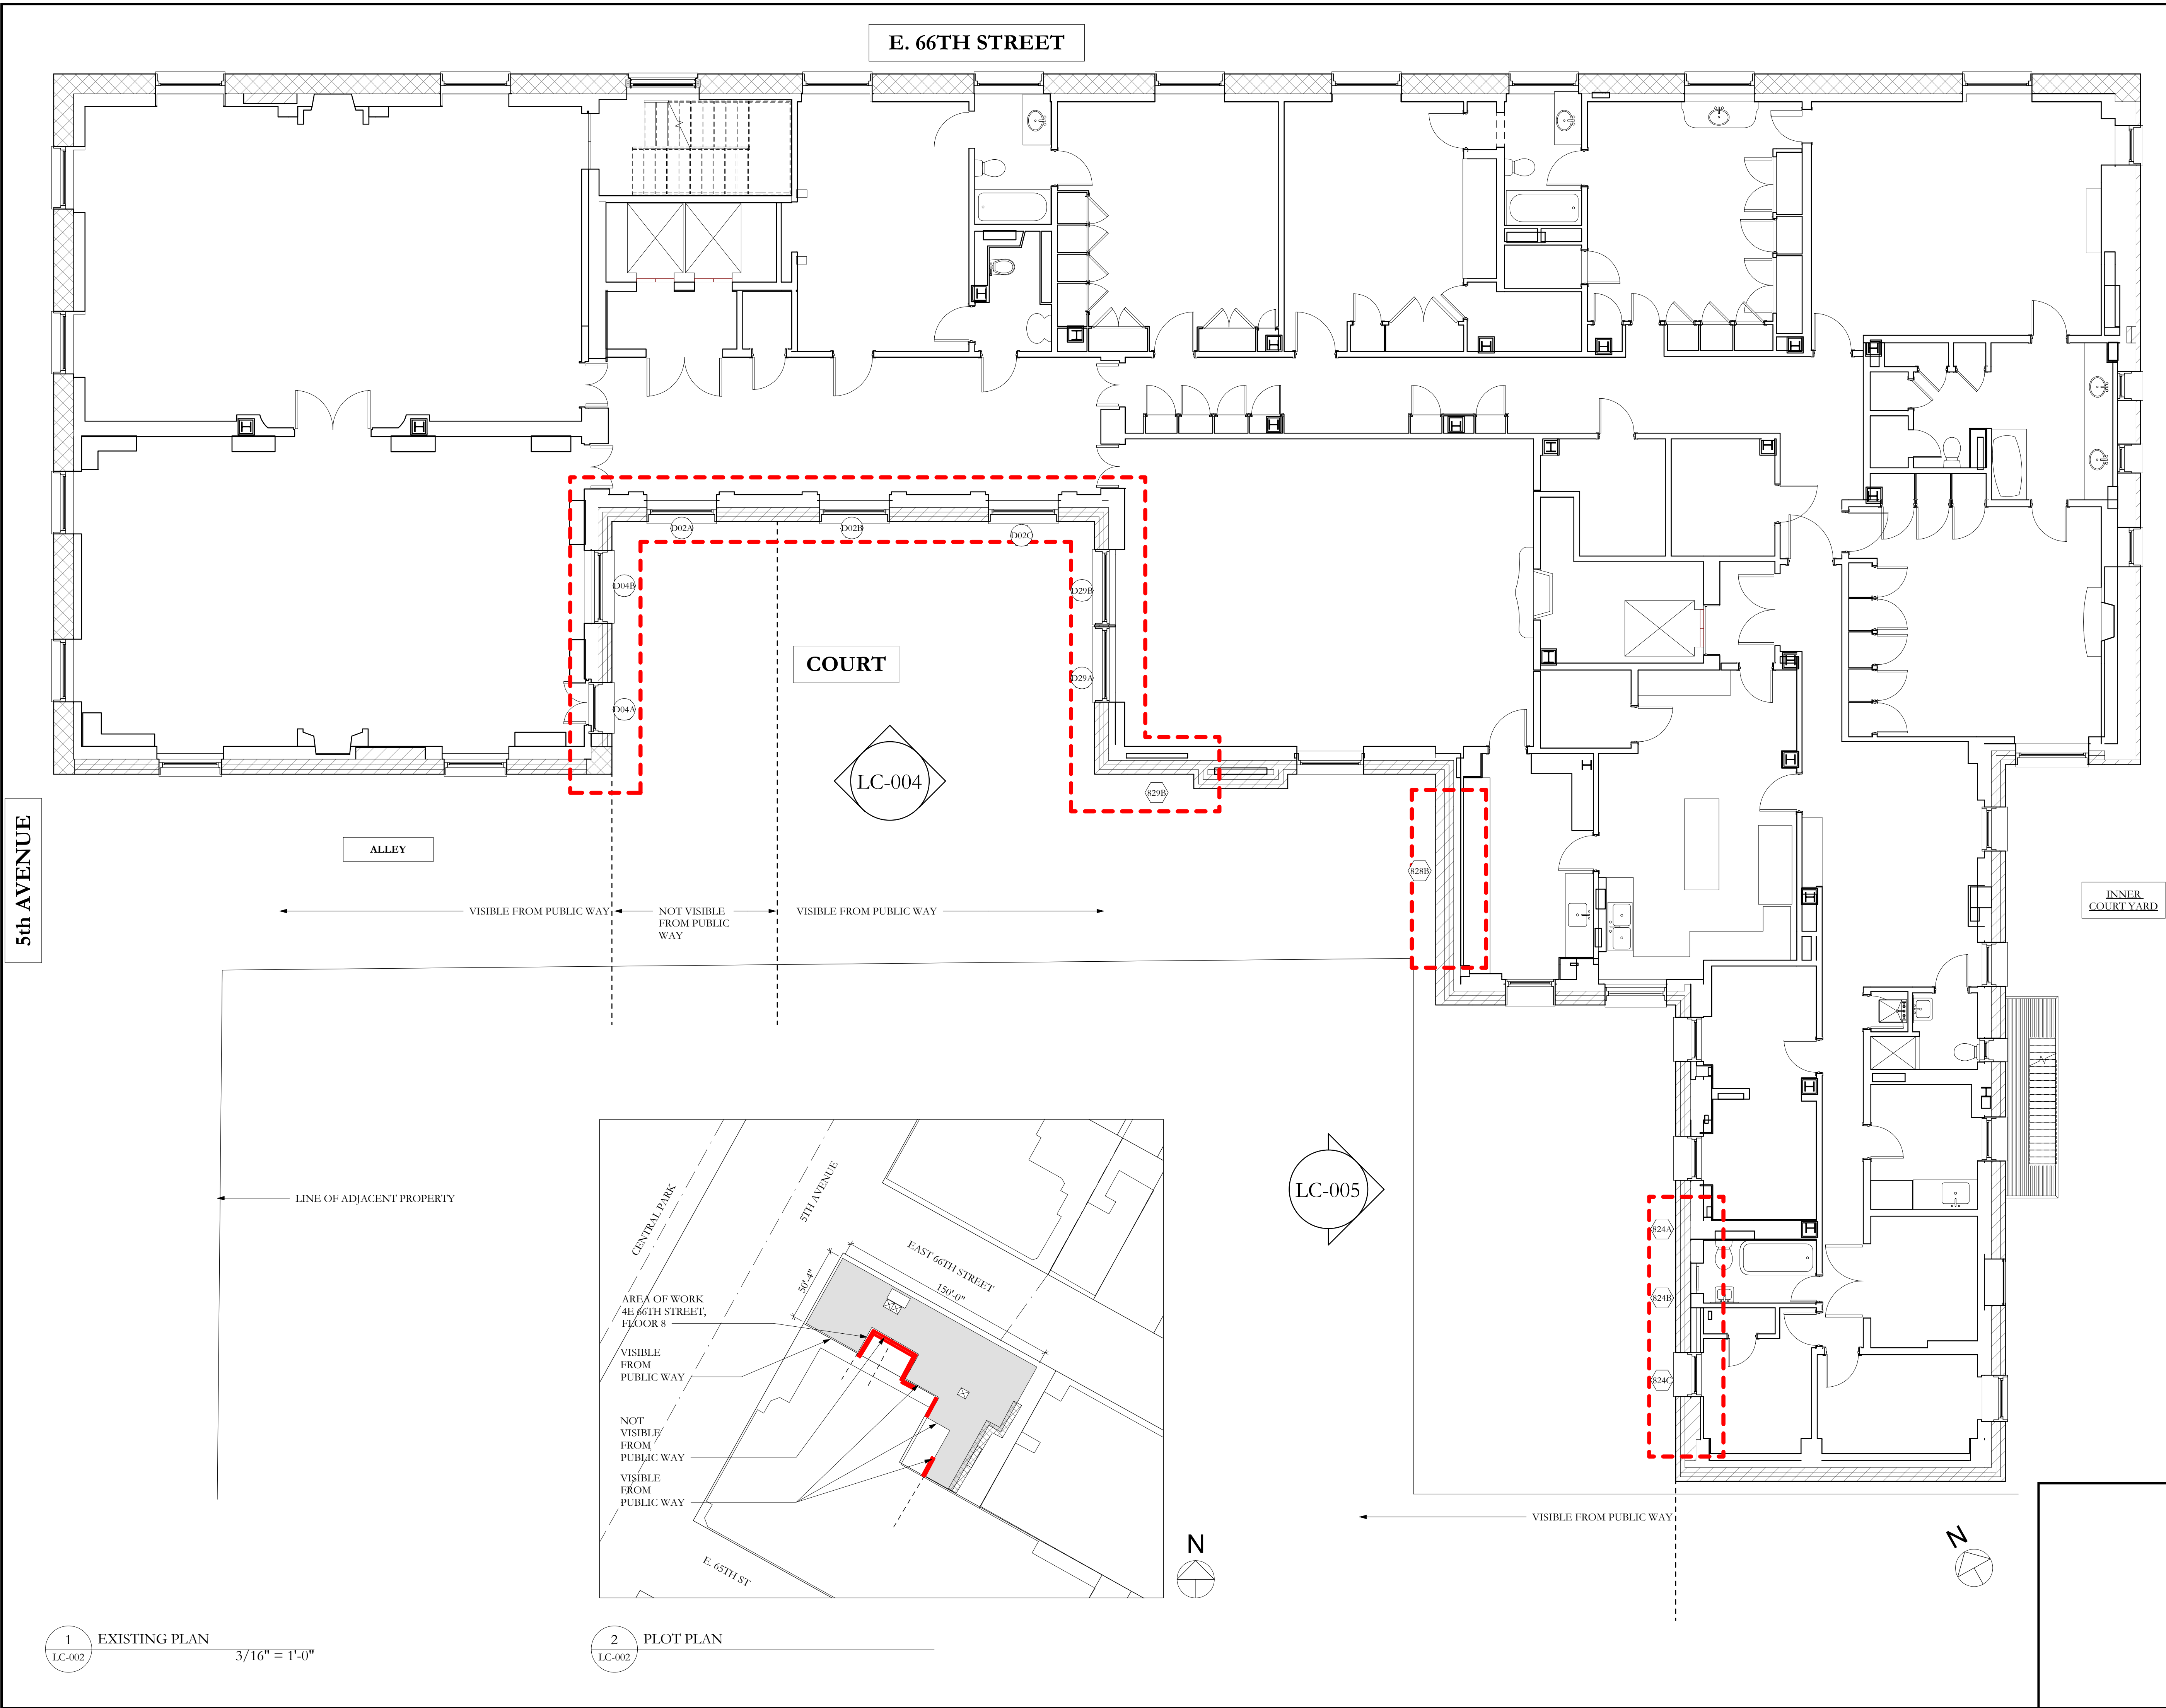 E. 66TH STREET
D02A
D02B
D02C
D04B
D29B
COURT
D29A
D04A
LC-004
829B
5th AVENUE
ALLEY
828B
INNER
COURT YARD
VISIBLE FROM PUBLIC WAY
NOT VISIBLE
FROM PUBLIC
WAY
VISIBLE FROM PUBLIC WAY
LINE OF ADJACENT PROPERTY
LC-005
824A
824B
824C
CENTRAL PARK
5TH AVENUE
EAST 66TH STREET
50'-4"
150'-0"
AREA OF WORK
4E 66TH STREET,
FLOOR 8
VISIBLE
FROM
PUBLIC WAY
NOT
VISIBLE
FROM
PUBLIC WAY
VISIBLE
FROM
PUBLIC WAY
E. 65TH ST
N
VISIBLE FROM PUBLIC WAY
N
1
LC-002
EXISTING PLAN
3/16" = 1'-0"
2
LC-002
PLOT PLAN